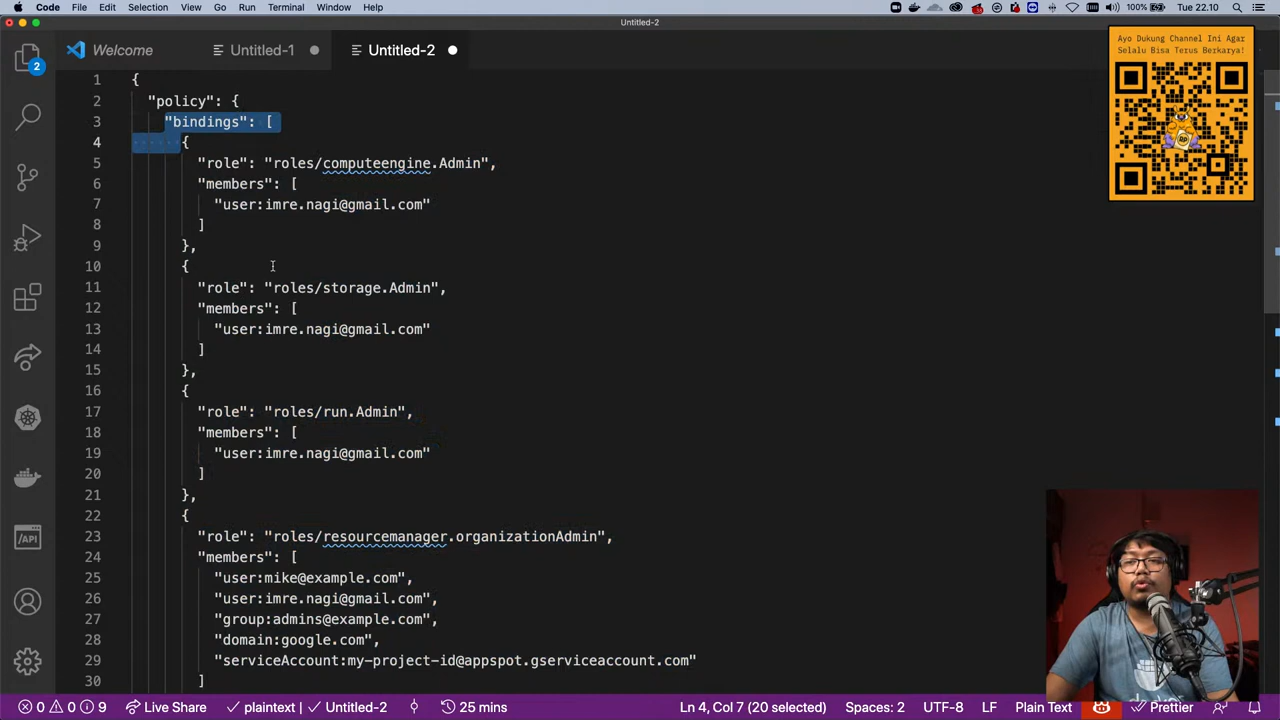 Code File Edit Selection View Go Run Terminal Window Help 100% Tue 22.10
Untitled-2
Welcome Untitled-1 Untitled-2
Ayo Dukung Channel Ini Agar
Selalu Bisa Terus Berkarya!
RP
2
1 {
2 "policy": {
3 "bindings": [
4 {
5 "role": "roles/computeengine.Admin",
6 "members": [
7 "user:imre.nagi@gmail.com"
8 ]
9 },
10 {
11 "role": "roles/storage.Admin",
12 "members": [
13 "user:imre.nagi@gmail.com"
14 ]
15 },
16 {
17 "role": "roles/run.Admin",
18 "members": [
19 "user:imre.nagi@gmail.com"
20 ]
21 },
22 {
23 "role": "roles/resourcemanager.organizationAdmin",
24 "members": [
25 "user:mike@example.com",
26 "user:imre.nagi@gmail.com",
27 "group:admins@example.com",
28 "domain:google.com",
29 "serviceAccount:my-project-id@appspot.gserviceaccount.com"
30 ]
/API
0 0 9 Live Share plaintext | Untitled-2 25 mins Ln 4, Col 7 (20 selected) Spaces: 2 UTF-8 LF Plain Text Prettier